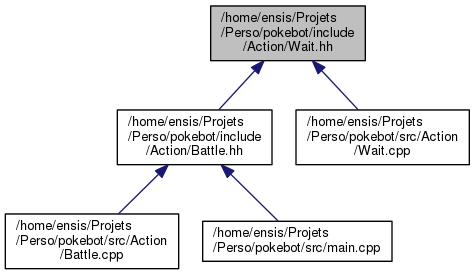 /home/ensis/Projets
/Perso/pokebot/include
/Action/Wait.hh
/home/ensis/Projets
/Perso/pokebot/include
/Action/Battle.hh
/home/ensis/Projets
/Perso/pokebot/src/Action
/Wait.cpp
/home/ensis/Projets
/Perso/pokebot/src/Action
/Battle.cpp
/home/ensis/Projets
/Perso/pokebot/src/main.cpp